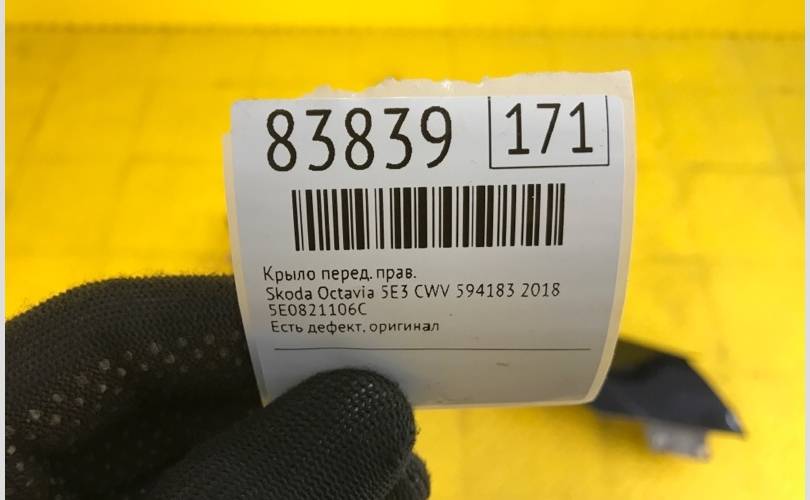 83839 171
Крыло перед. прав.
Skoda Octavia 5E3 CWV 594183 2018
5E0821106C
Есть дефект, оригинал